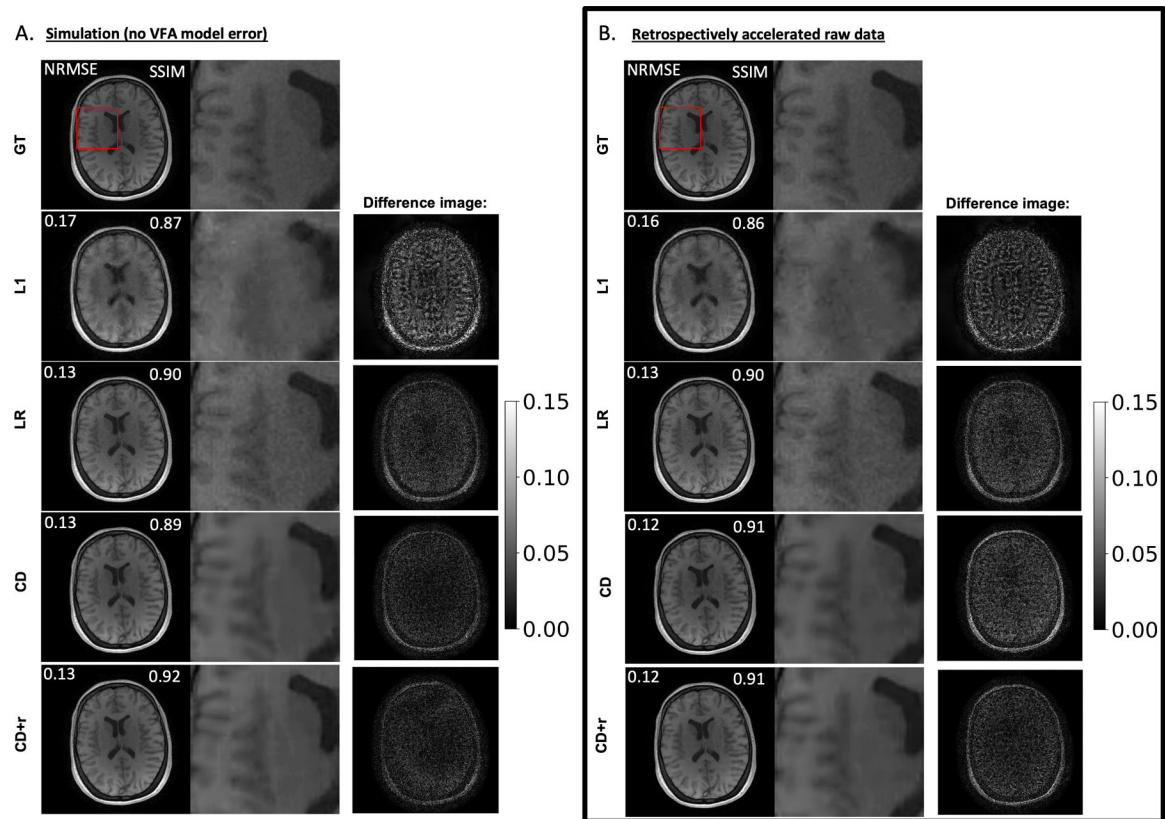 A. Simulation (no VFA model error)
NRMSE SSIM
GT
Difference image:
0.17 0.87
L1
0.13 0.90
LR
0.15
0.10
0.05
0.00
0.13 0.89
CD
0.13 0.92
CD+r
B. Retrospectively accelerated raw data
NRMSE SSIM
GT
Difference image:
0.16 0.86
L1
0.13 0.90
LR
0.15
0.10
0.05
0.00
0.12 0.91
CD
0.12 0.91
CD+r